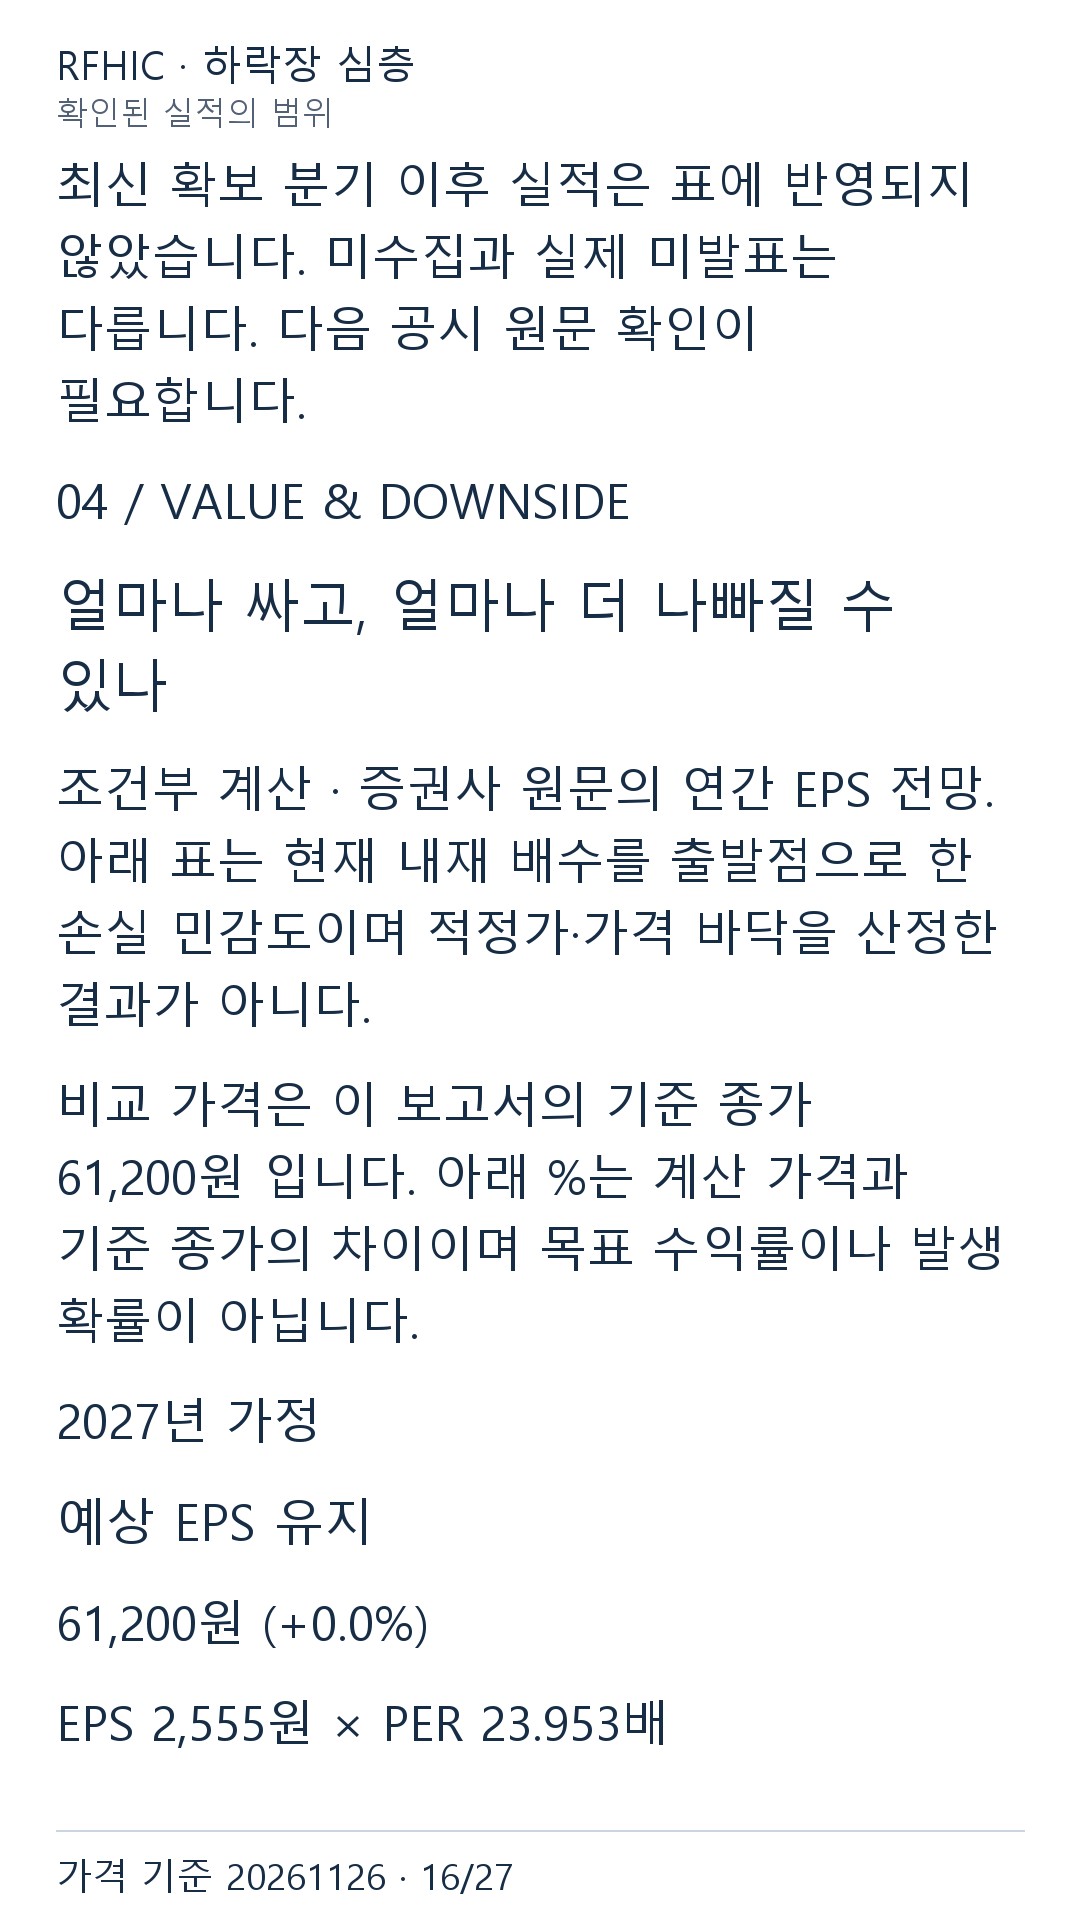 RFHIC · 하락장 심층
확인된 실적의 범위
최신 확보 분기 이후 실적은 표에 반영되지
않았습니다. 미수집과 실제 미발표는
다릅니다. 다음 공시 원문 확인이
필요합니다.
04 / VALUE & DOWNSIDE
얼마나 싸고, 얼마나 더 나빠질 수
있나
조건부 계산 · 증권사 원문의 연간 EPS 전망.
아래 표는 현재 내재 배수를 출발점으로 한
손실 민감도이며 적정가·가격 바닥을 산정한
결과가 아니다.
비교 가격은 이 보고서의 기준 종가
61,200원 입니다. 아래 %는 계산 가격과
기준 종가의 차이이며 목표 수익률이나 발생
확률이 아닙니다.
2027년 가정
예상 EPS 유지
61,200원 (+0.0%)
EPS 2,555원 × PER 23.953배
가격 기준 20261126 · 16/27